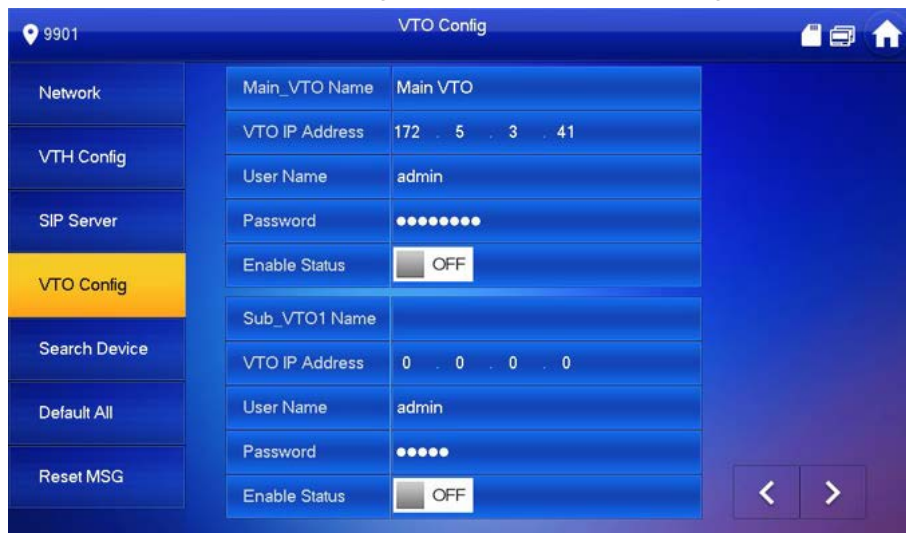 9901
VTO Config
Network
VTH Config
SIP Server
VTO Config
Search Device
Default All
Reset MSG
Main_VTO Name Main VTO
VTO IP Address 172 . 5 . 3 . 41
User Name admin
Password ●●●●●●●●
Enable Status OFF
Sub_VTO1 Name
VTO IP Address 0 . 0 . 0 . 0
User Name admin
Password ●●●●●
Enable Status OFF